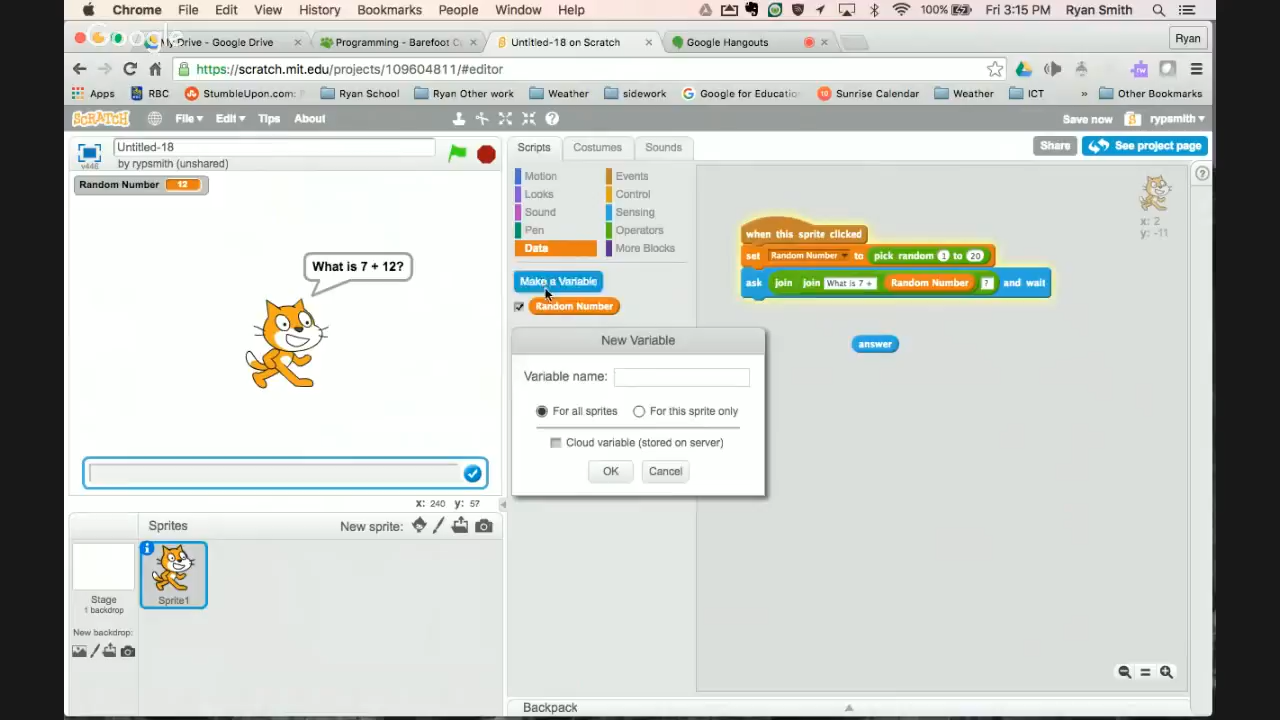 Chrome File Edit View History Bookmarks People Window Help 100% Fri 3:15 PM Ryan Smith
Google
My Drive - Google Drive Programming - Barefoot C Untitled-18 on Scratch Google Hangouts Ryan
https://scratch.mit.edu/projects/109604811/#editor
Apps RBC StumbleUpon.com: Ryan School Ryan Other work Weather sidework Google for Educatio Sunrise Calendar Weather ICT » Other Bookmarks
SCRATCH File Edit Tips About Save now rypsmith
Untitled-18
v446 by rypsmith (unshared)
Scripts Costumes Sounds
Share See project page
Random Number 12
Motion Events
Looks Control
Sound Sensing
Pen Operators
Data More Blocks
Make a Variable
Random Number
What is 7 + 12?
when this sprite clicked
set Random Number to pick random 1 to 20
ask join join What is 7 + Random Number ? and wait
answer
x: 2
y: -11
New Variable
Variable name:
For all sprites For this sprite only
Cloud variable (stored on server)
OK Cancel
x: 240 y: 57
Sprites New sprite:
Stage
1 backdrop
Sprite1
New backdrop:
Backpack